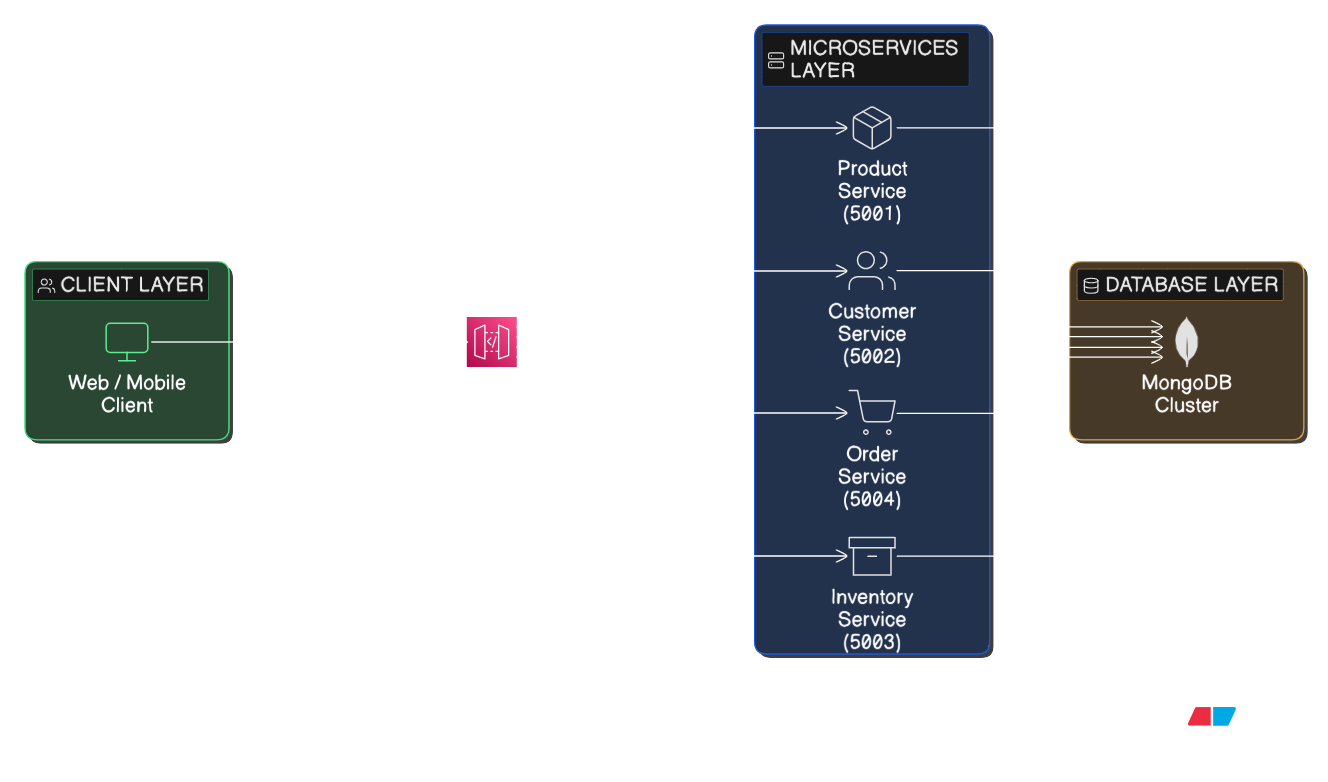 MICROSERVICES
LAYER
Product
Service
(5001)
CLIENT LAYER
Web / Mobile
Client
</>
Customer
Service
(5002)
DATABASE LAYER
MongoDB
Cluster
Order
Service
(5004)
Inventory
Service
(5003)